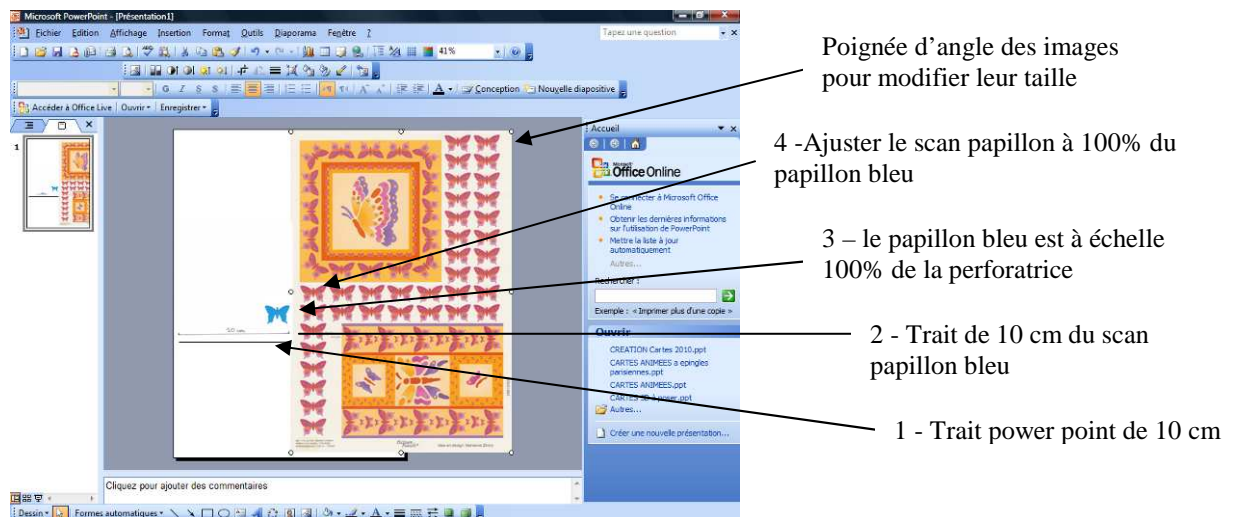 Microsoft PowerPoint - [Présentation1]
Fichier Edition Affichage Insertion Format Outils Diaporama Fenêtre ?
Tapez une question
41%
G I S S
Conception Nouvelle diapositive
Accéder à Office Live Ouvrir Enregistrer
1
Accueil
Microsoft
Office Online
Se connecter à Microsoft Office
Online
Obtenir les dernières informations
sur l'utilisation de PowerPoint
Mettre la liste à jour
automatiquement
Autres...
Rechercher :
Exemple : « Imprimer plus d'une copie »
Ouvrir
CREATION Cartes 2010.ppt
CARTES ANIMEES a epingles
parisiennes.ppt
CARTES ANIMEES.ppt
CARTES 3D à poser.ppt
Autres...
Créer une nouvelle présentation...
Cliquez pour ajouter des commentaires
Dessin Formes automatiques
Poignée d'angle des images
pour modifier leur taille
4 -Ajuster le scan papillon à 100% du
papillon bleu
3 – le papillon bleu est à échelle
100% de la perforatrice
2 - Trait de 10 cm du scan
papillon bleu
1 - Trait power point de 10 cm